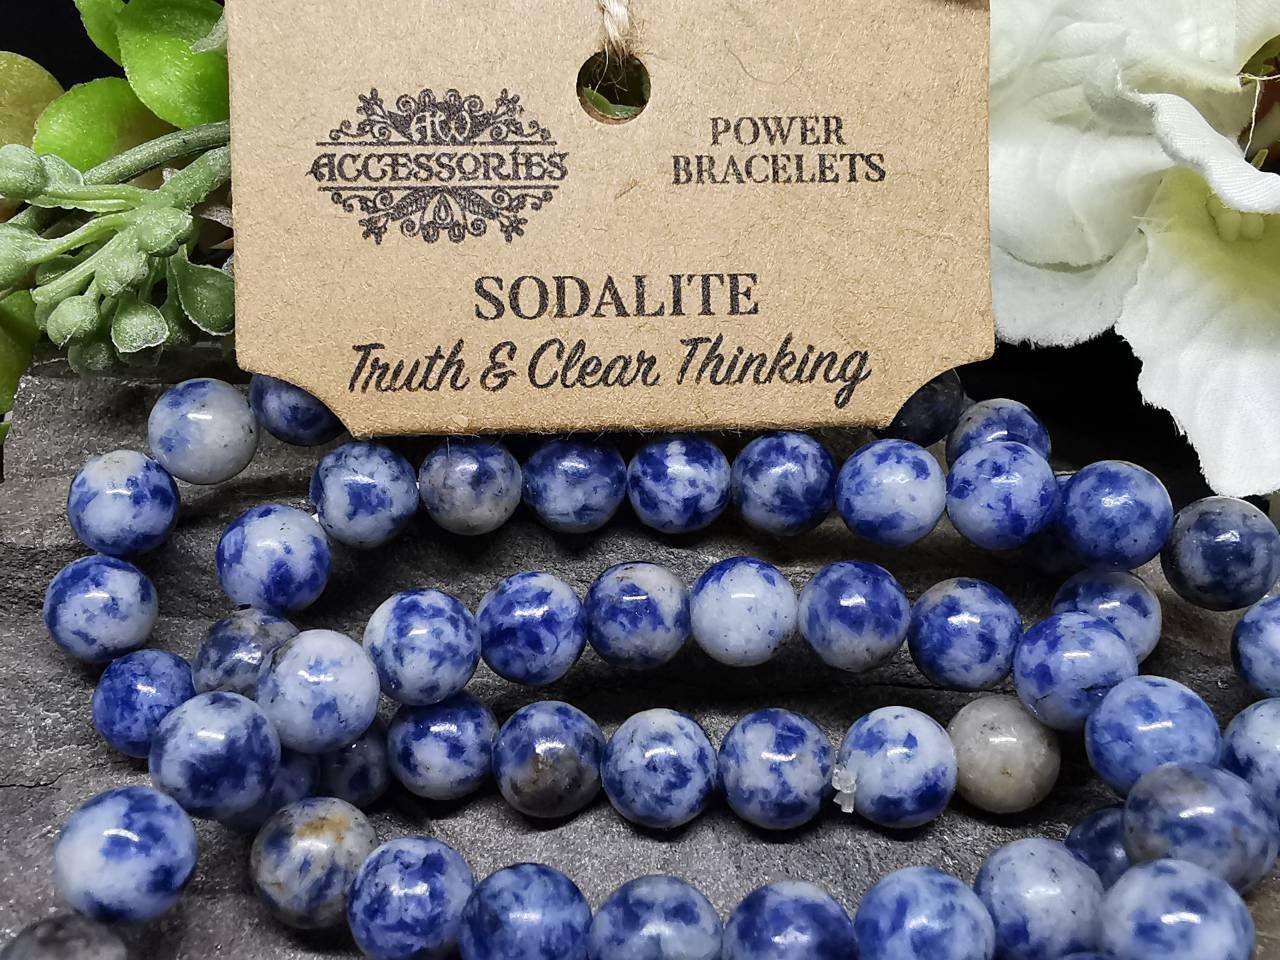 AW
ACCESSORIES
POWER
BRACELETS
SODALITE
Truth & Clear Thinking